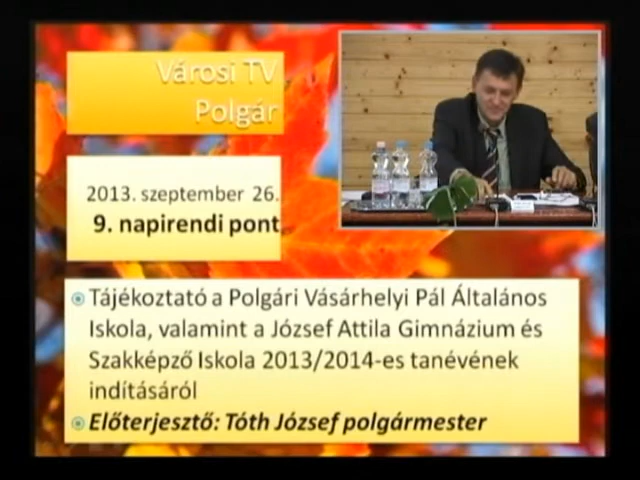 Városi TV
Polgár
2013. szeptember 26.
9. napirendi pont
Tájékoztató a Polgári Vásárhelyi Pál Általános
Iskola, valamint a József Attila Gimnázium és
Szakképző Iskola 2013/2014-es tanévének
indításáról
Előterjesztő: Tóth József polgármester